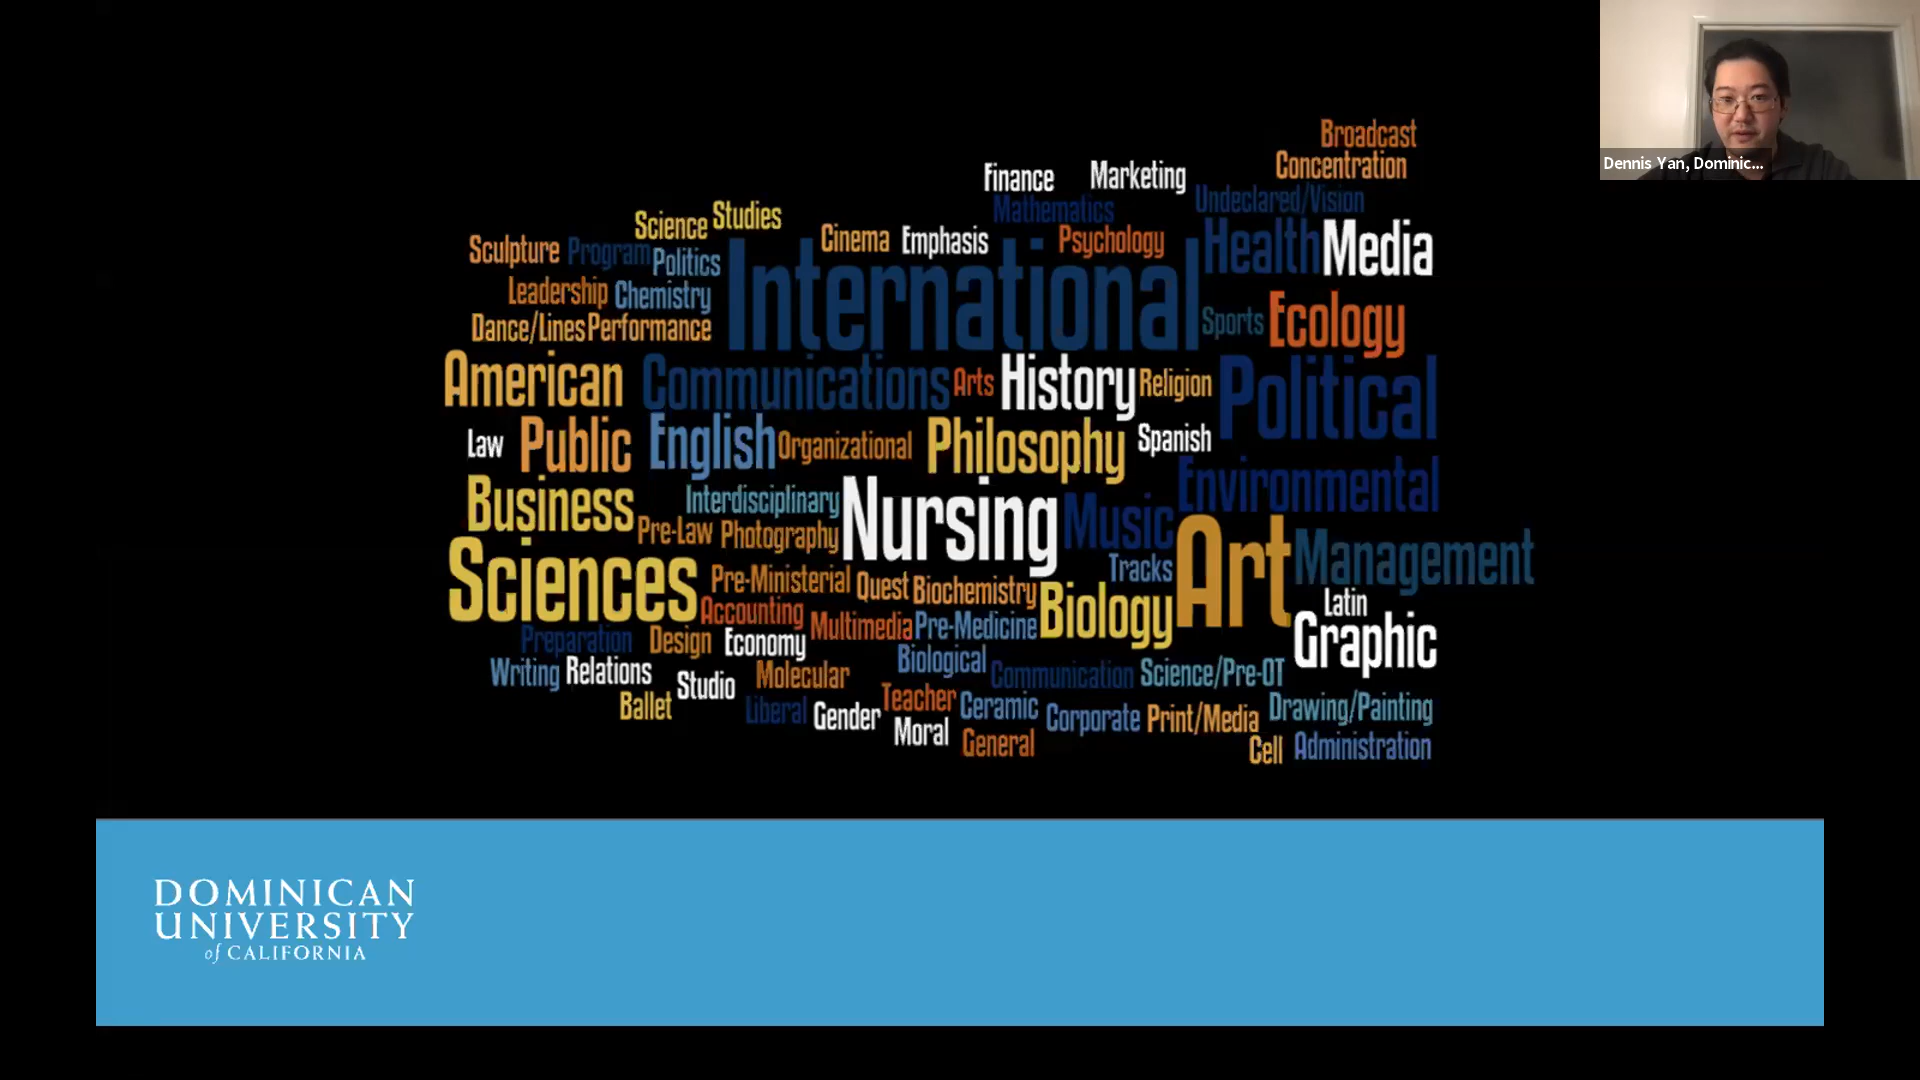 Broadcast
Concentration
Dennis Yan, Dominic...
Finance Marketing
Mathematics Undeclared/Vision
Science Studies
Sculpture Program Politics Cinema Emphasis Psychology Health Media
International
Leadership Chemistry Sports Ecology
Dance/Lines Performance
American Communications Arts History Religion Political
Law Public English Organizational Philosophy Spanish
Business Interdisciplinary Nursing Music Environmental
Pre-Law Photography
Sciences Pre-Ministerial Quest Biochemistry Tracks Art Management
Accounting Multimedia Pre-Medicine Biology Latin
Preparation Design Economy Graphic
Writing Relations Studio Molecular Biological Communication Science/Pre-OT
Ballet Liberal Gender Teacher Ceramic Corporate Print/Media Drawing/Painting
Moral General Cell Administration
DOMINICAN
UNIVERSITY
of CALIFORNIA